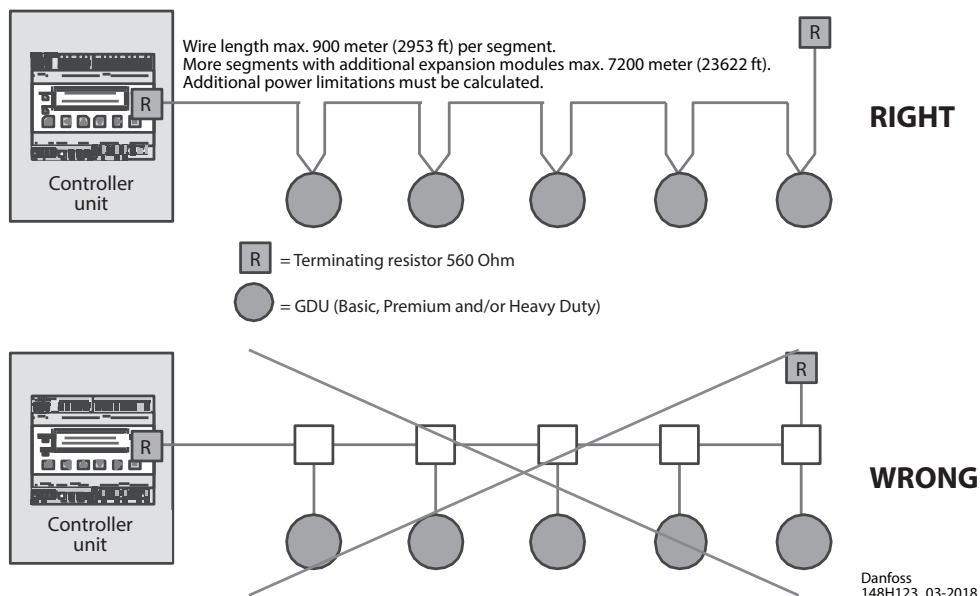 R
Wire length max. 900 meter (2953 ft) per segment.
More segments with additional expansion modules max. 7200 meter (23622 ft).
Additional power limitations must be calculated.
R
RIGHT
Controller
unit
R = Terminating resistor 560 Ohm
= GDU (Basic, Premium and/or Heavy Duty)
R
R
WRONG
Controller
unit
Danfoss
148H123_03-2018